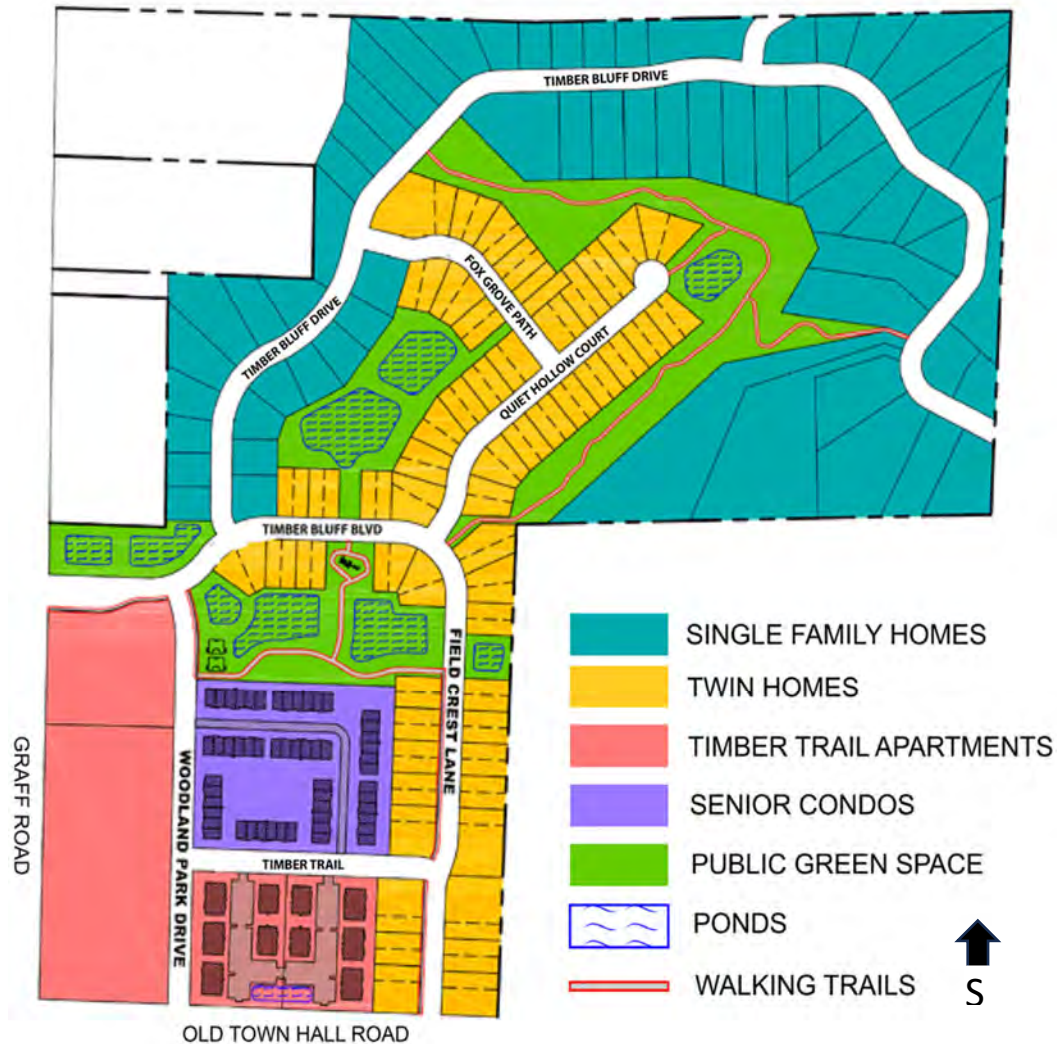 TIMBER BLUFF DRIVE
FOX GROVE PATH
TIMBER BLUFF DRIVE
QUIET HOLLOW COURT
TIMBER BLUFF BLVD
FIELD CREST LANE
WOODLAND PARK DRIVE
GRAFF ROAD
TIMBER TRAIL
OLD TOWN HALL ROAD
SINGLE FAMILY HOMES
TWIN HOMES
TIMBER TRAIL APARTMENTS
SENIOR CONDOS
PUBLIC GREEN SPACE
PONDS
WALKING TRAILS
S